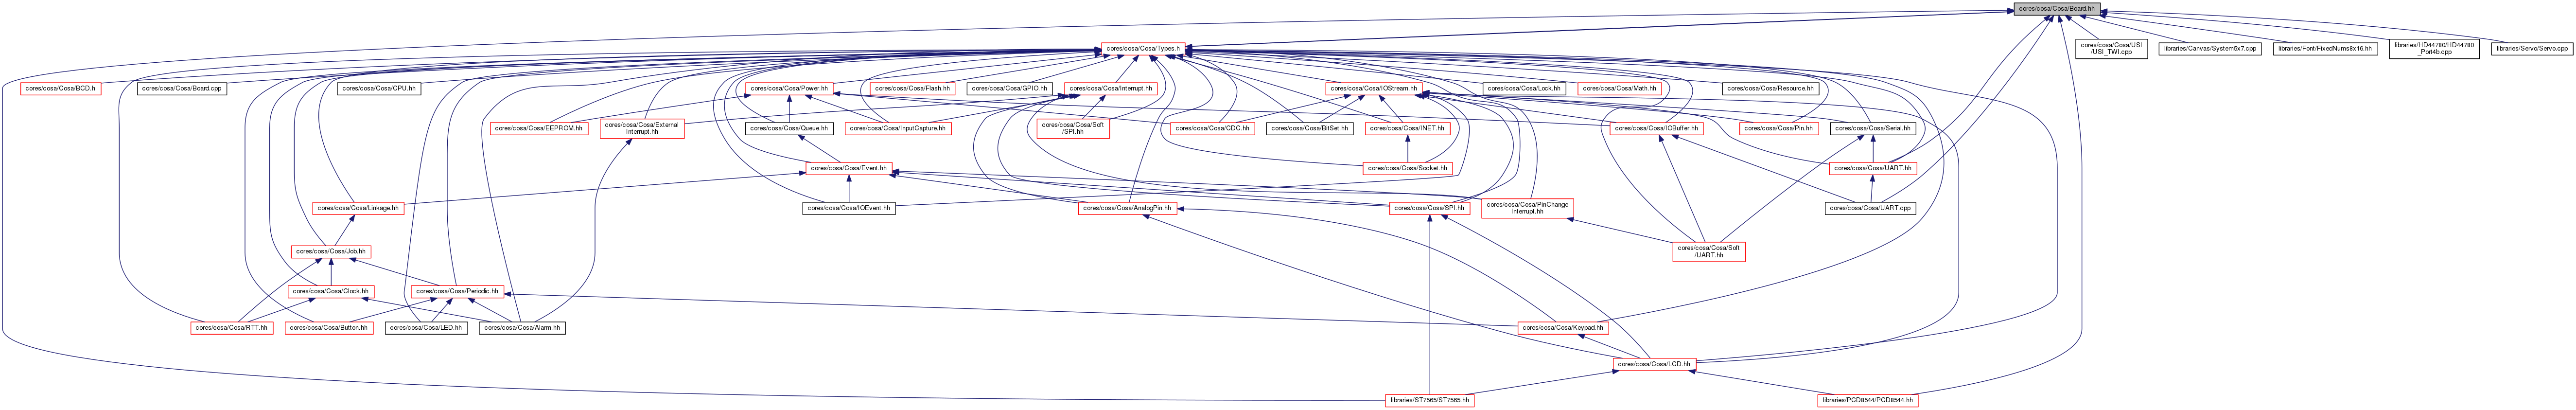 cores/cosa/Cosa/Board.hh
cores/cosa/Cosa/Types.h
cores/cosa/Cosa/USI
/USI_TWI.cpp
libraries/Canvas/System5x7.cpp
libraries/Font/FixedNums8x16.hh
libraries/HD44780/HD44780
_Port4b.cpp
libraries/Servo/Servo.cpp
cores/cosa/Cosa/BCD.h
cores/cosa/Cosa/Board.cpp
cores/cosa/Cosa/CPU.hh
cores/cosa/Cosa/Power.hh
cores/cosa/Cosa/Flash.hh
cores/cosa/Cosa/GPIO.hh
cores/cosa/Cosa/Interrupt.hh
cores/cosa/Cosa/IOStream.hh
cores/cosa/Cosa/Lock.hh
cores/cosa/Cosa/Math.hh
cores/cosa/Cosa/Resource.hh
cores/cosa/Cosa/EEPROM.hh
cores/cosa/Cosa/External
Interrupt.hh
cores/cosa/Cosa/Queue.hh
cores/cosa/Cosa/InputCapture.hh
cores/cosa/Cosa/Soft
/SPI.hh
cores/cosa/Cosa/CDC.hh
cores/cosa/Cosa/BitSet.hh
cores/cosa/Cosa/INET.hh
cores/cosa/Cosa/IOBuffer.hh
cores/cosa/Cosa/Pin.hh
cores/cosa/Cosa/Serial.hh
cores/cosa/Cosa/Event.hh
cores/cosa/Cosa/Socket.hh
cores/cosa/Cosa/UART.hh
cores/cosa/Cosa/Linkage.hh
cores/cosa/Cosa/IOEvent.hh
cores/cosa/Cosa/AnalogPin.hh
cores/cosa/Cosa/SPI.hh
cores/cosa/Cosa/PinChange
Interrupt.hh
cores/cosa/Cosa/UART.cpp
cores/cosa/Cosa/Job.hh
cores/cosa/Cosa/Soft
/UART.hh
cores/cosa/Cosa/Clock.hh
cores/cosa/Cosa/Periodic.hh
cores/cosa/Cosa/RTT.hh
cores/cosa/Cosa/Button.hh
cores/cosa/Cosa/LED.hh
cores/cosa/Cosa/Alarm.hh
cores/cosa/Cosa/Keypad.hh
cores/cosa/Cosa/LCD.hh
libraries/ST7565/ST7565.hh
libraries/PCD8544/PCD8544.hh